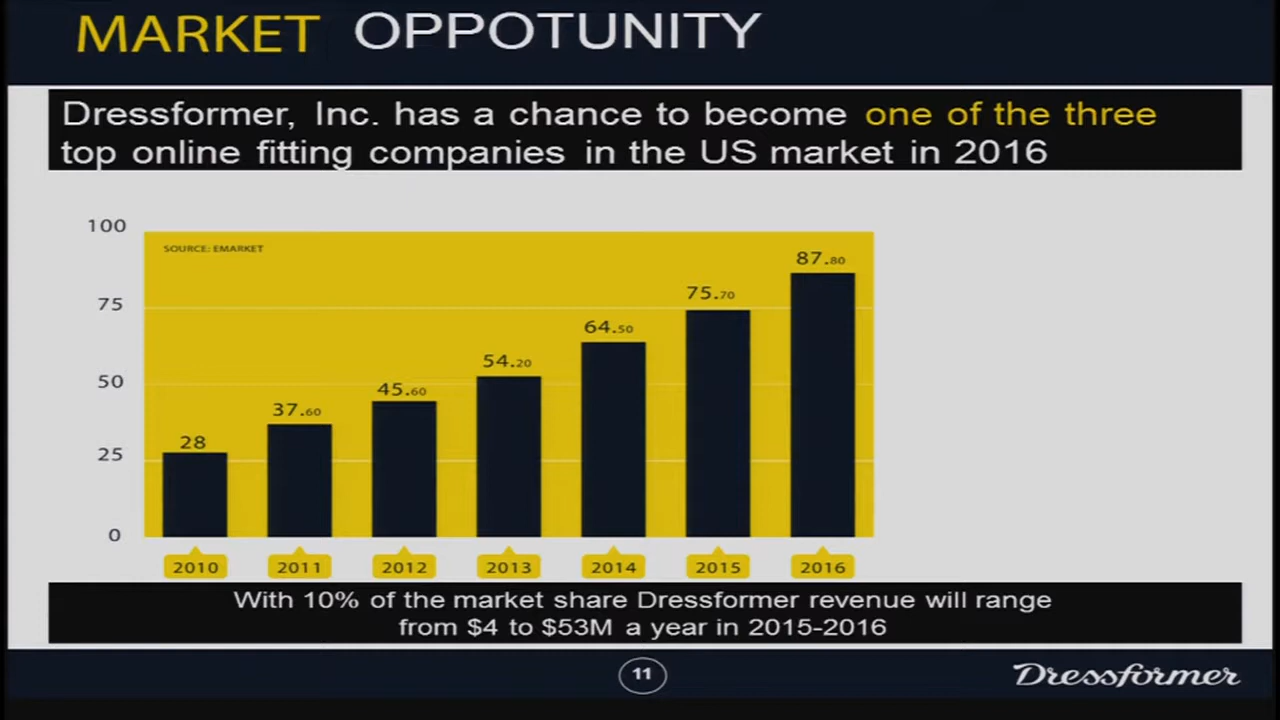 MARKET OPPOTUNITY
Dressformer, Inc. has a chance to become one of the three
top online fitting companies in the US market in 2016
100
SOURCE: EMARKET
87.80
75
75.70
64.50
54.20
50
45.60
37.60
28
25
0
2010 2011 2012 2013 2014 2015 2016
With 10% of the market share Dressformer revenue will range
from $4 to $53M a year in 2015-2016
11
Dressformer